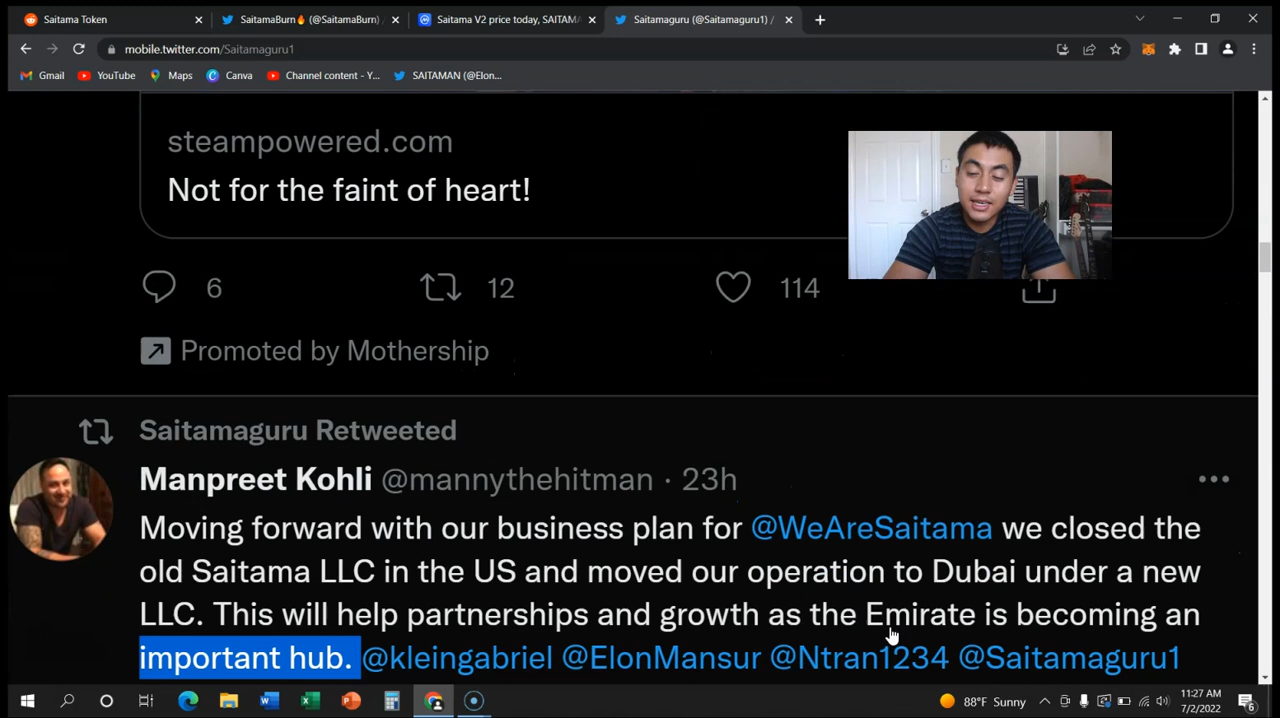 Saitama Token
SaitamaBurn🔥 (@SaitamaBurn) /
Saitama V2 price today, SAITAMA
Saitamaguru (@Saitamaguru1) /
mobile.twitter.com/Saitamaguru1
Gmail
YouTube
Maps
Canva
Channel content - Y...
SAITAMAN (@Elon...
steampowered.com
Not for the faint of heart!
6
12
114
Promoted by Mothership
Saitamaguru Retweeted
Manpreet Kohli @mannythehitman · 23h
Moving forward with our business plan for @WeAreSaitama we closed the
old Saitama LLC in the US and moved our operation to Dubai under a new
LLC. This will help partnerships and growth as the Emirate is becoming an
important hub. @kleingabriel @ElonMansur @Ntran1234 @Saitamaguru1
88°F Sunny
11:27 AM
7/2/2022
6